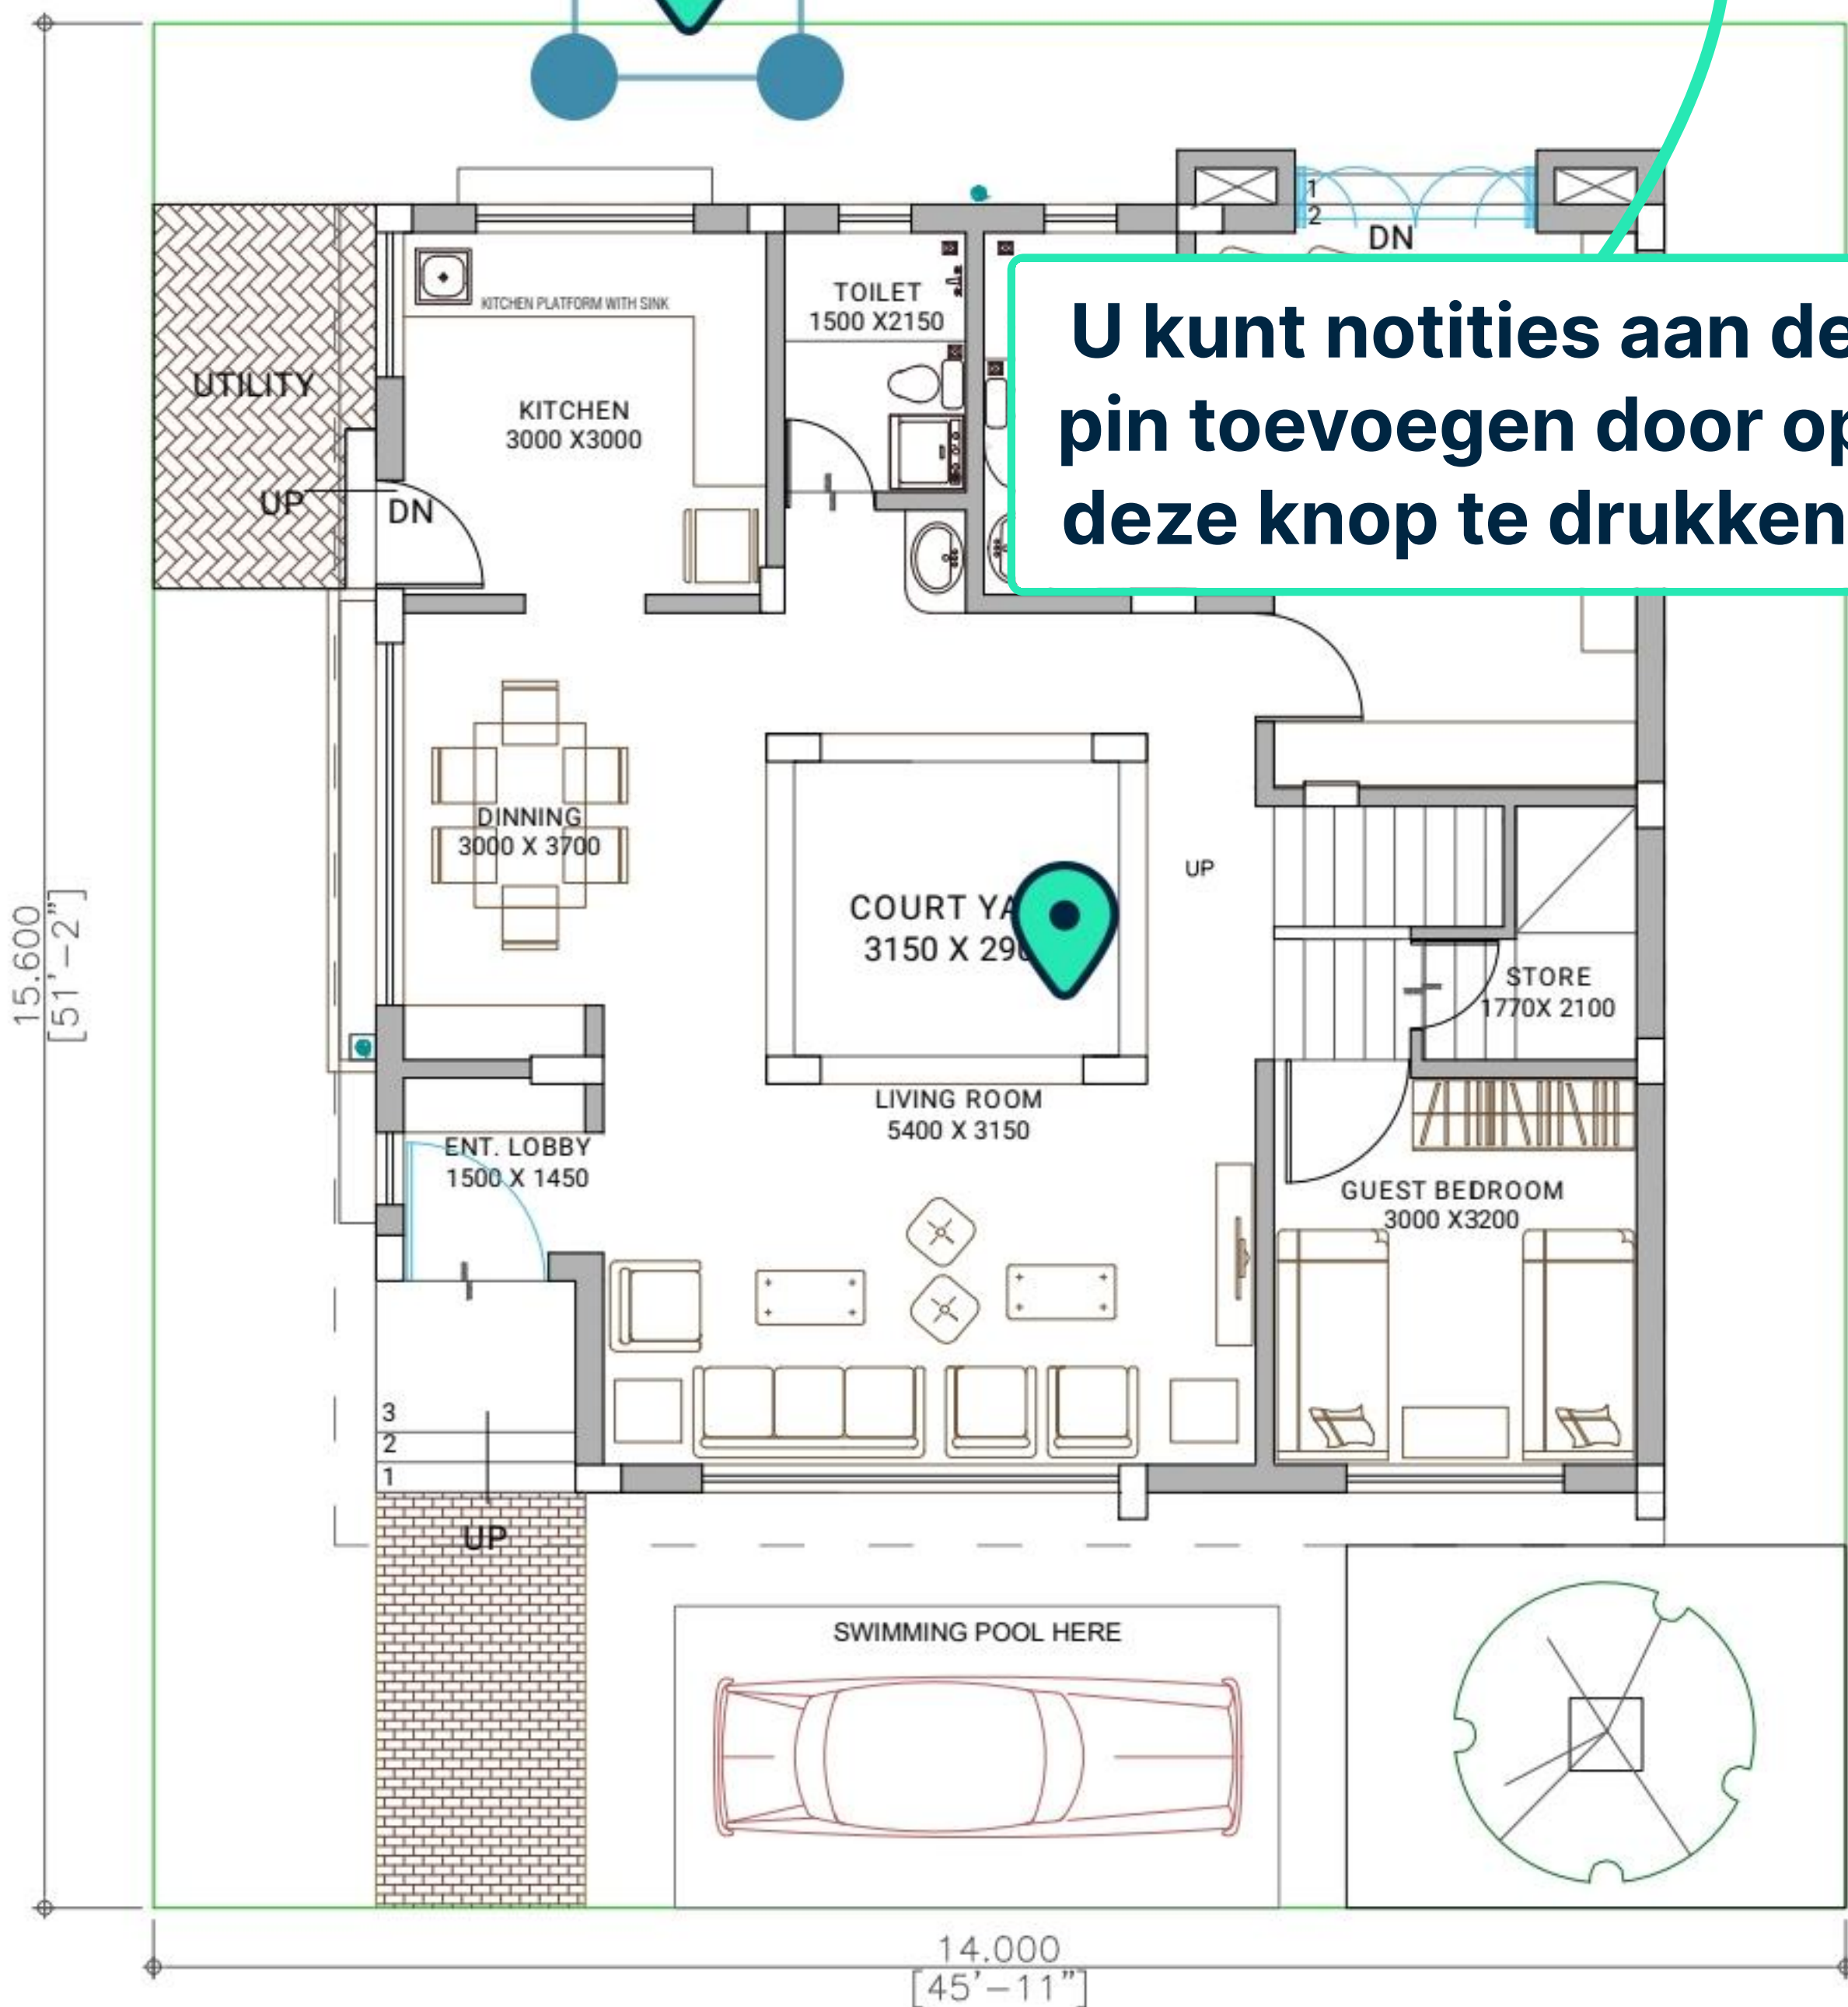 1
2
DN
TOILET
1500 X2150
KITCHEN PLATFORM WITH SINK
U kunt notities aan de
pin toevoegen door op
deze knop te drukken
UTILITY
KITCHEN
3000 X3000
UP
DN
DINNING
3000 X 3700
UP
COURT
3150 X
15.600
[51'-2"]
STORE
1770X 2100
LIVING ROOM
5400 X 3150
ENT. LOBBY
1500 X 1450
GUEST BEDROOM
3000 X3200
3
2
1
UP
SWIMMING POOL HERE
14.000
[45'-11"]